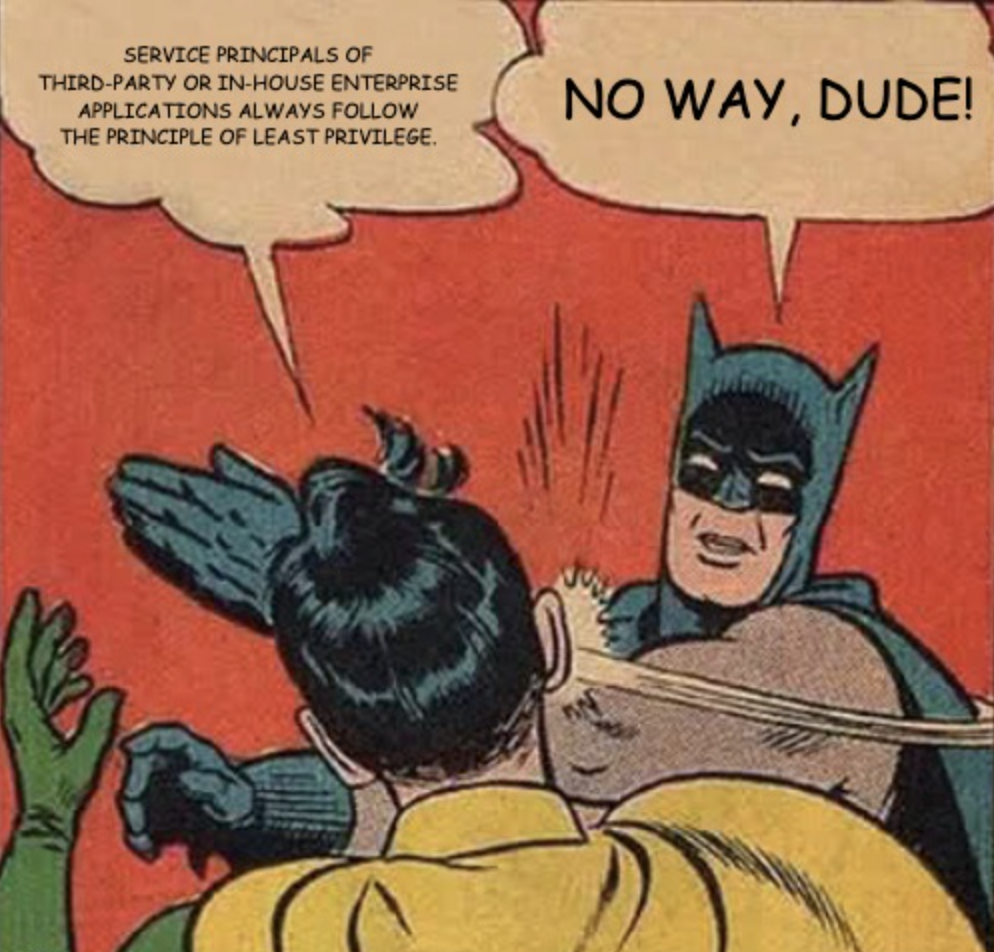 SERVICE PRINCIPALS OF
THIRD-PARTY OR IN-HOUSE ENTERPRISE
APPLICATIONS ALWAYS FOLLOW
THE PRINCIPLE OF LEAST PRIVILEGE.
NO WAY, DUDE!